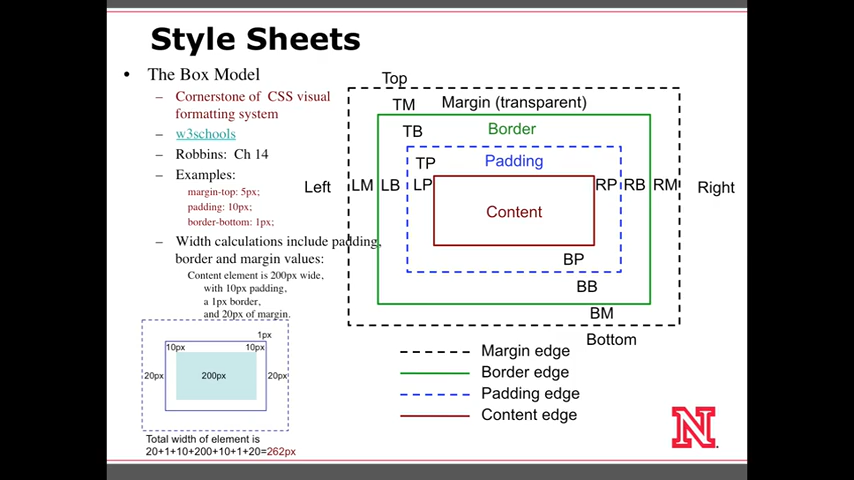 Style Sheets
• The Box Model
– Cornerstone of CSS visual
formatting system
– w3schools
– Robbins: Ch 14
– Examples:
margin-top: 5px;
padding: 10px;
border-bottom: 1px;
– Width calculations include padding,
border and margin values:
Content element is 200px wide,
with 10px padding,
a 1px border,
and 20px of margin.
1px
10px 10px
20px 200px 20px
Total width of element is
20+1+10+200+10+1+20=262px
Top
TM Margin (transparent)
TB Border
TP Padding
Left LM LB LP RP RB RM Right
Content
BP
BB
BM
Bottom
Margin edge
Border edge
Padding edge
Content edge
N